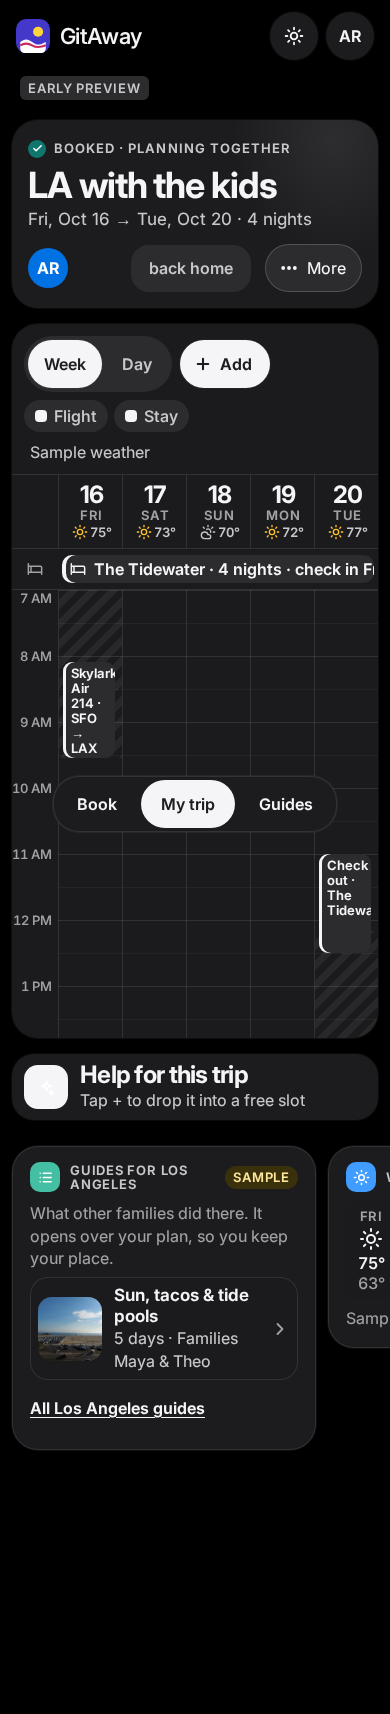 GitAway
AR
EARLY PREVIEW
BOOKED · PLANNING TOGETHER
LA with the kids
Fri, Oct 16 → Tue, Oct 20 · 4 nights
AR
back home
More
Week
Day
+ Add
Flight
Stay
Sample weather
16 17 18 19 20
FRI SAT SUN MON TUE
75° 73° 70° 72° 77°
The Tidewater · 4 nights · check in Fr
7 AM
8 AM
Skylark
Air
214 ·
SFO
→
LAX
9 AM
10 AM
Book
My trip
Guides
11 AM
Check
out ·
The
Tidewa
12 PM
1 PM
Help for this trip
Tap + to drop it into a free slot
GUIDES FOR LOS
ANGELES
SAMPLE
What other families did there. It
opens over your plan, so you keep
your place.
Sun, tacos & tide
pools
5 days · Families
Maya & Theo
All Los Angeles guides
FRI
75°
63°
Samp